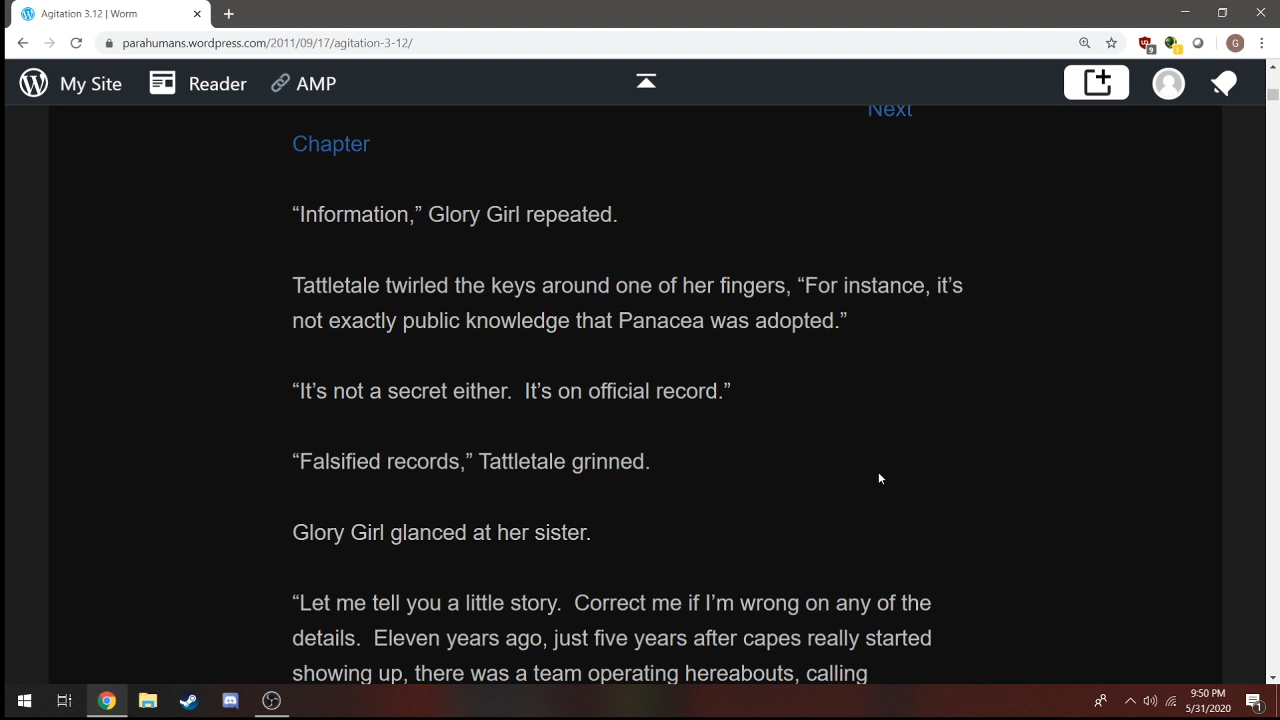 Agitation 3.12 | Worm
parahumans.wordpress.com/2011/09/17/agitation-3-12/
9
1
G
My Site
Reader
AMP
Next
Chapter
“Information,” Glory Girl repeated.
Tattletale twirled the keys around one of her fingers, “For instance, it’s
not exactly public knowledge that Panacea was adopted.”
“It’s not a secret either.  It’s on official record.”
“Falsified records,” Tattletale grinned.
Glory Girl glanced at her sister.
“Let me tell you a little story.  Correct me if I’m wrong on any of the
details.  Eleven years ago, just five years after capes really started
showing up, there was a team operating hereabouts, calling
9:50 PM
5/31/2020
1